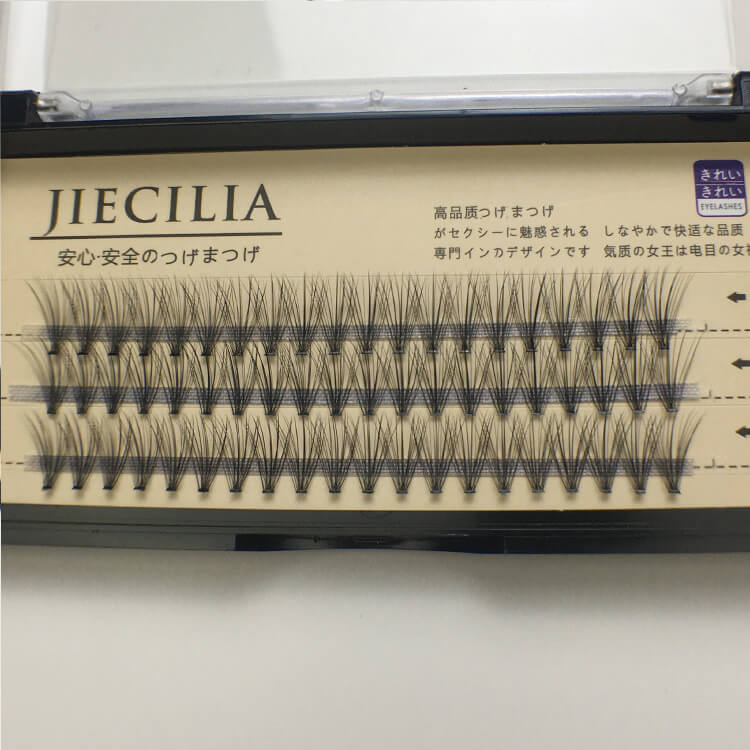 JIECILIA
安心·安全のつげまつげ
高品质つげまつげ
がセクシーに魅惑される しなやかで快适な品质
専門インのデザインです 気质の女王は电目の女
きれい
きれい
EYELASHES